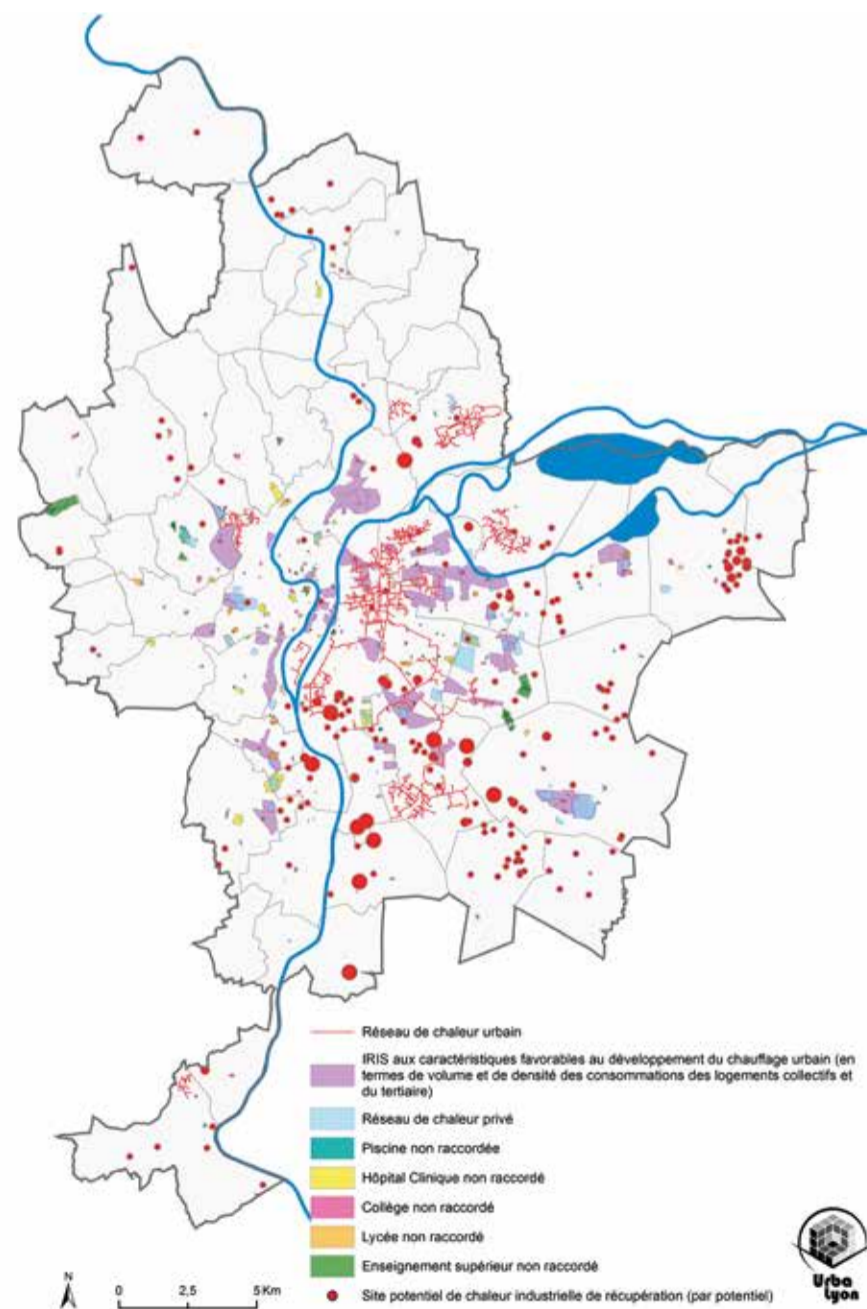 Réseau de chaleur urbain
IRIS aux caractéristiques favorables au développement du chauffage urbain (en
termes de volume et de densité des consommations des logements collectifs et
du tertiaire)
Réseau de chaleur privé
Piscine non raccordée
Hôpital Clinique non raccordé
Collège non raccordé
Lycée non raccordé
Enseignement supérieur non raccordé
Site potentiel de chaleur industrielle de récupération (par potentiel)
N
0 2,5 5 Km
Urba
Lyon